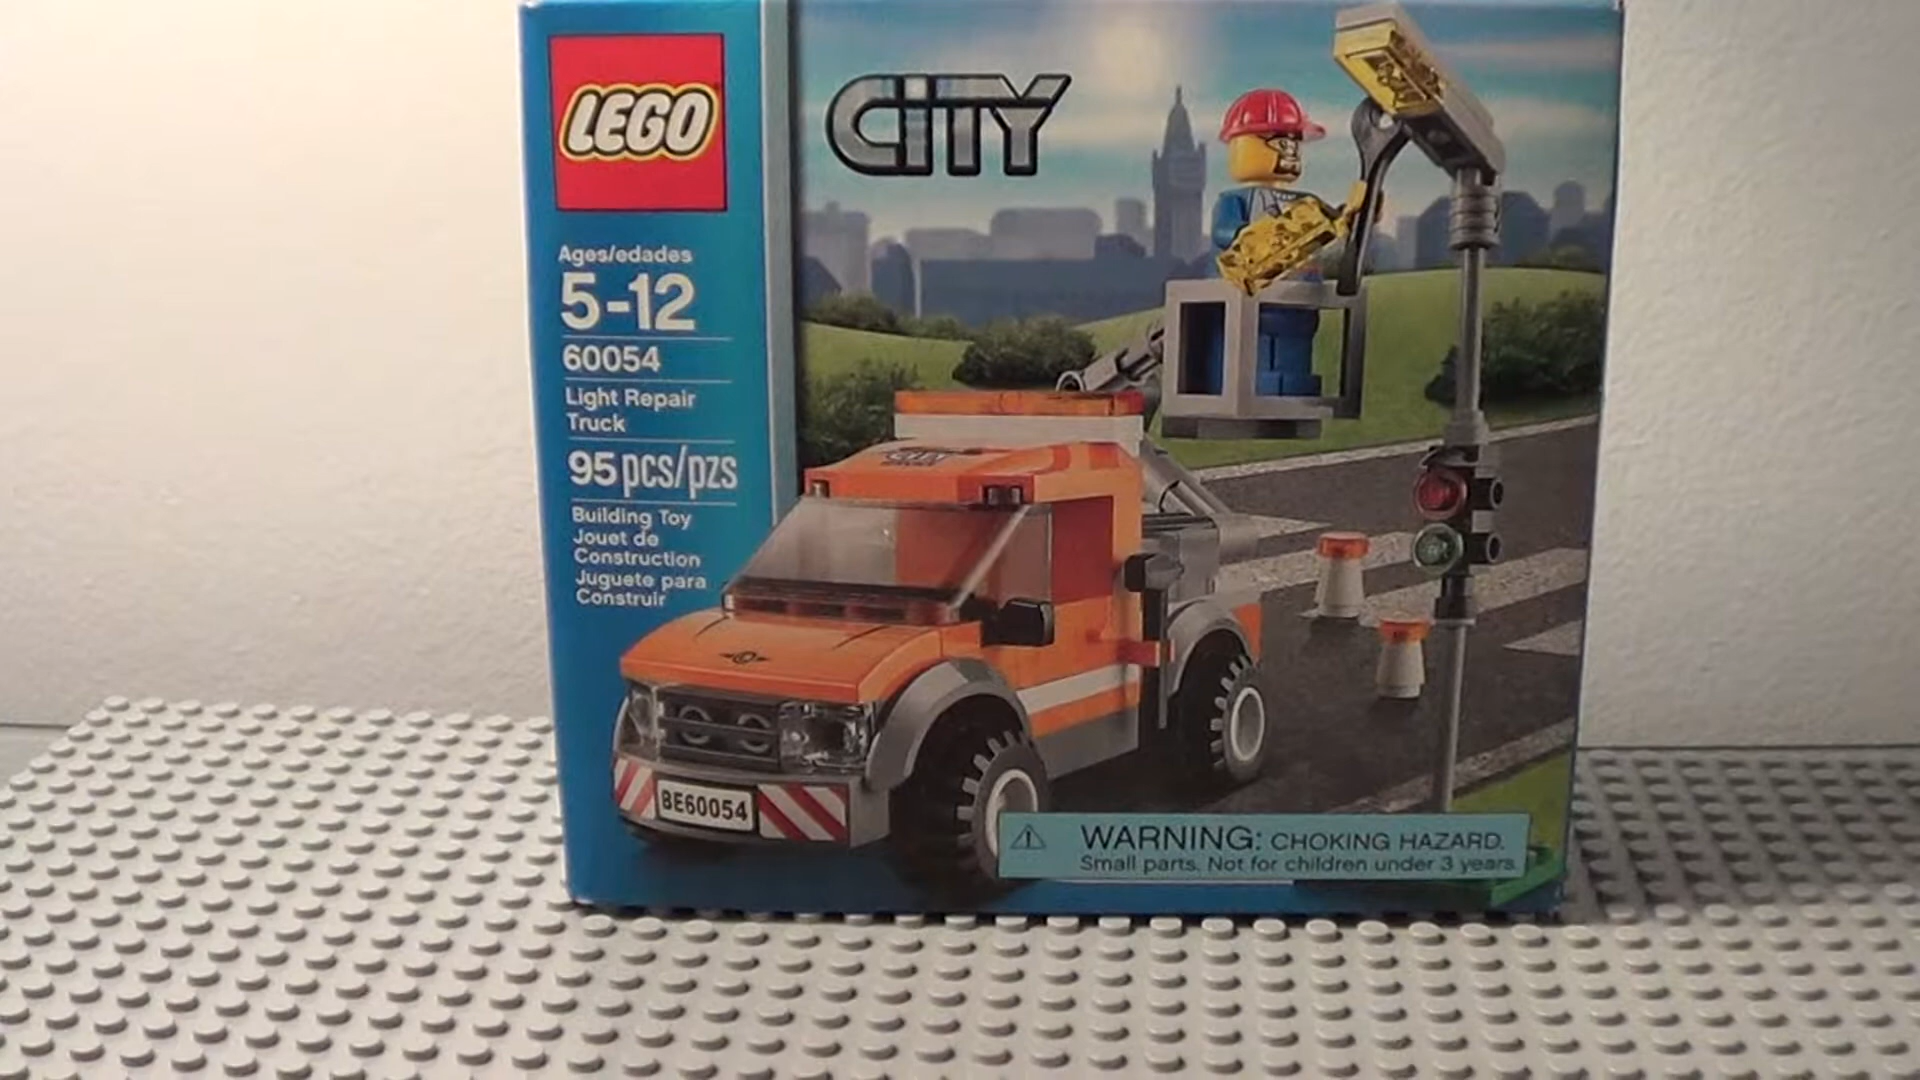 LEGO
CITY
Ages/edades
5-12
60054
Light Repair
Truck
95 pcs/pzs
Building Toy
Jouet de
Construction
Juguete para
Construir
CITY
BE60054
WARNING: CHOKING HAZARD.
Small parts. Not for children under 3 years.